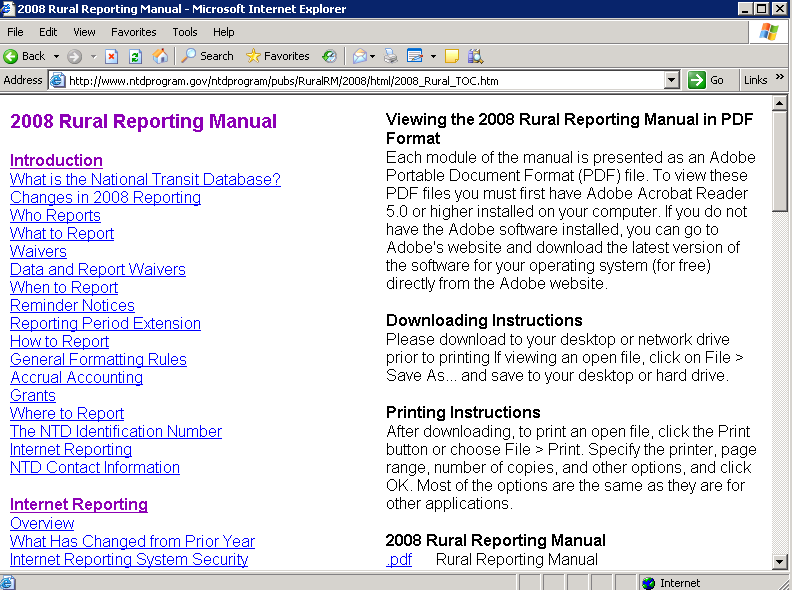 2008 Rural Reporting Manual - Microsoft Internet Explorer
File Edit View Favorites Tools Help
Back Search Favorites
Address http://www.ntdprogram.gov/ntdprogram/pubs/RuralRM/2008/html/2008_Rural_TOC.htm Go Links »
2008 Rural Reporting Manual
Introduction
What is the National Transit Database?
Changes in 2008 Reporting
Who Reports
What to Report
Waivers
Data and Report Waivers
When to Report
Reminder Notices
Reporting Period Extension
How to Report
General Formatting Rules
Accrual Accounting
Grants
Where to Report
The NTD Identification Number
Internet Reporting
NTD Contact Information
Internet Reporting
Overview
What Has Changed from Prior Year
Internet Reporting System Security
Viewing the 2008 Rural Reporting Manual in PDF
Format
Each module of the manual is presented as an Adobe
Portable Document Format (PDF) file. To view these
PDF files you must first have Adobe Acrobat Reader
5.0 or higher installed on your computer. If you do not
have the Adobe software installed, you can go to
Adobe's website and download the latest version of
the software for your operating system (for free)
directly from the Adobe website.
Downloading Instructions
Please download to your desktop or network drive
prior to printing If viewing an open file, click on File >
Save As... and save to your desktop or hard drive.
Printing Instructions
After downloading, to print an open file, click the Print
button or choose File > Print. Specify the printer, page
range, number of copies, and other options, and click
OK. Most of the options are the same as they are for
other applications.
2008 Rural Reporting Manual
.pdf Rural Reporting Manual
Internet